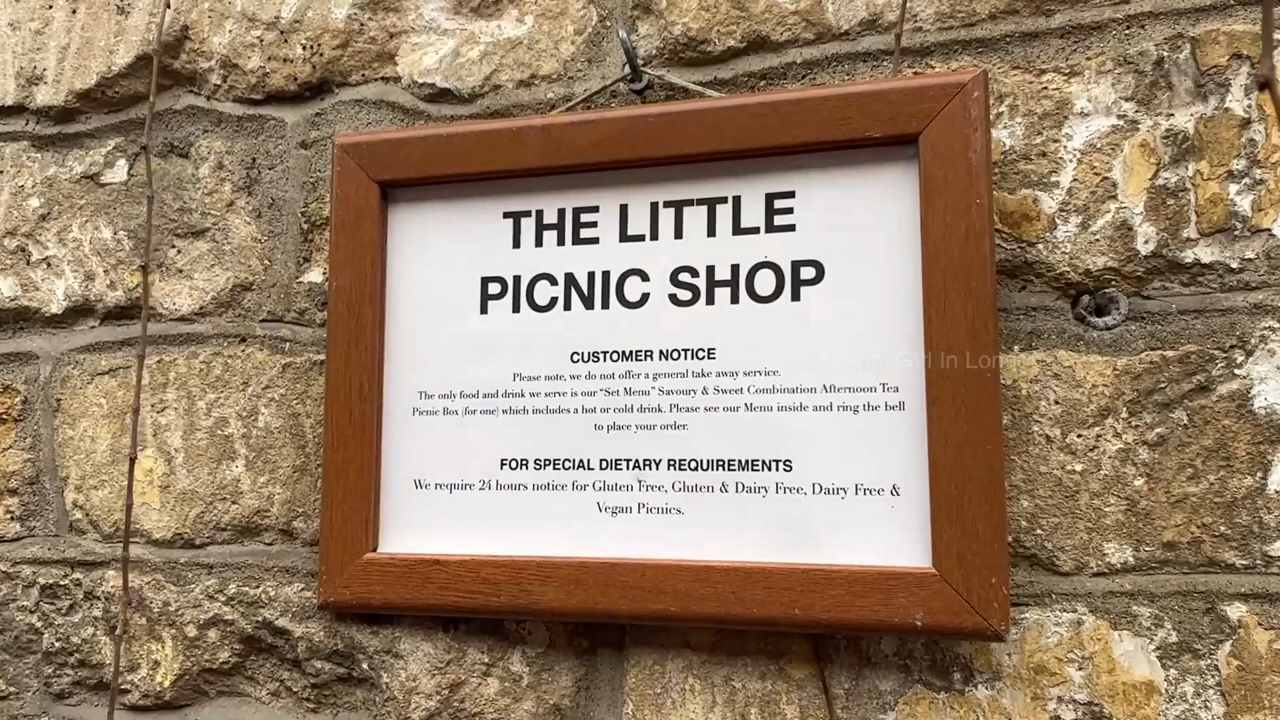 THE LITTLE
PICNIC SHOP
CUSTOMER NOTICE
Please note, we do not offer a general take away service.
The only food and drink we serve is our “Set Menu” Savoury & Sweet Combination Afternoon Tea
Picnic Box (for one) which includes a hot or cold drink. Please see our Menu inside and ring the bell
to place your order.
FOR SPECIAL DIETARY REQUIREMENTS
We require 24 hours notice for Gluten Free, Gluten & Dairy Free, Dairy Free &
Vegan Picnics.
Girl In